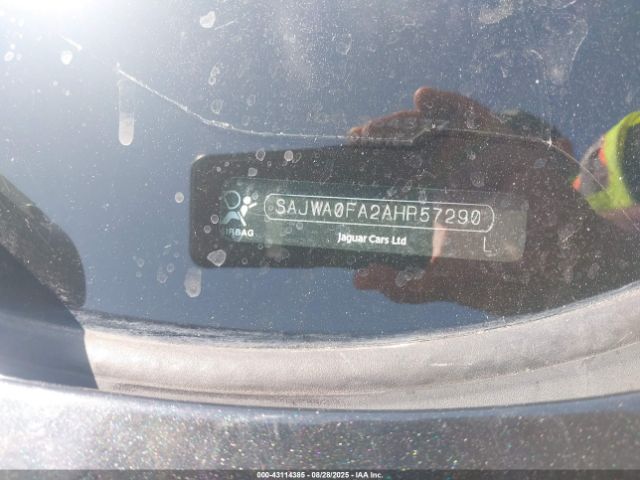 SAJWA0FA2AHR57290
AIRBAG
Jaguar Cars Ltd
L
000-43114385 - 08/28/2025 - IAA Inc.